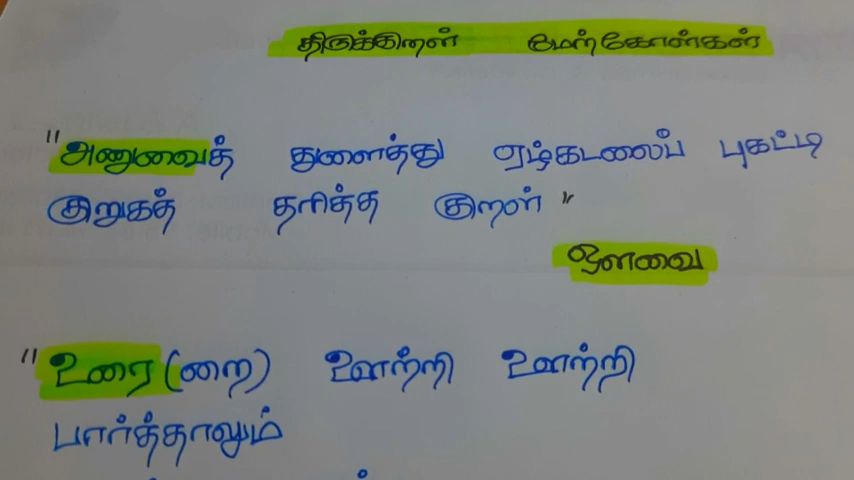 திருக்குறள் மேற்கோள்கள்
"அணுவைத் துளைத்து ஏழ்கடலைப் புகட்டி
குறுகத் தரித்த குறள்"
ஔவை
"உரை (றை) ஊற்றி ஊற்றி
பார்த்தாலும்